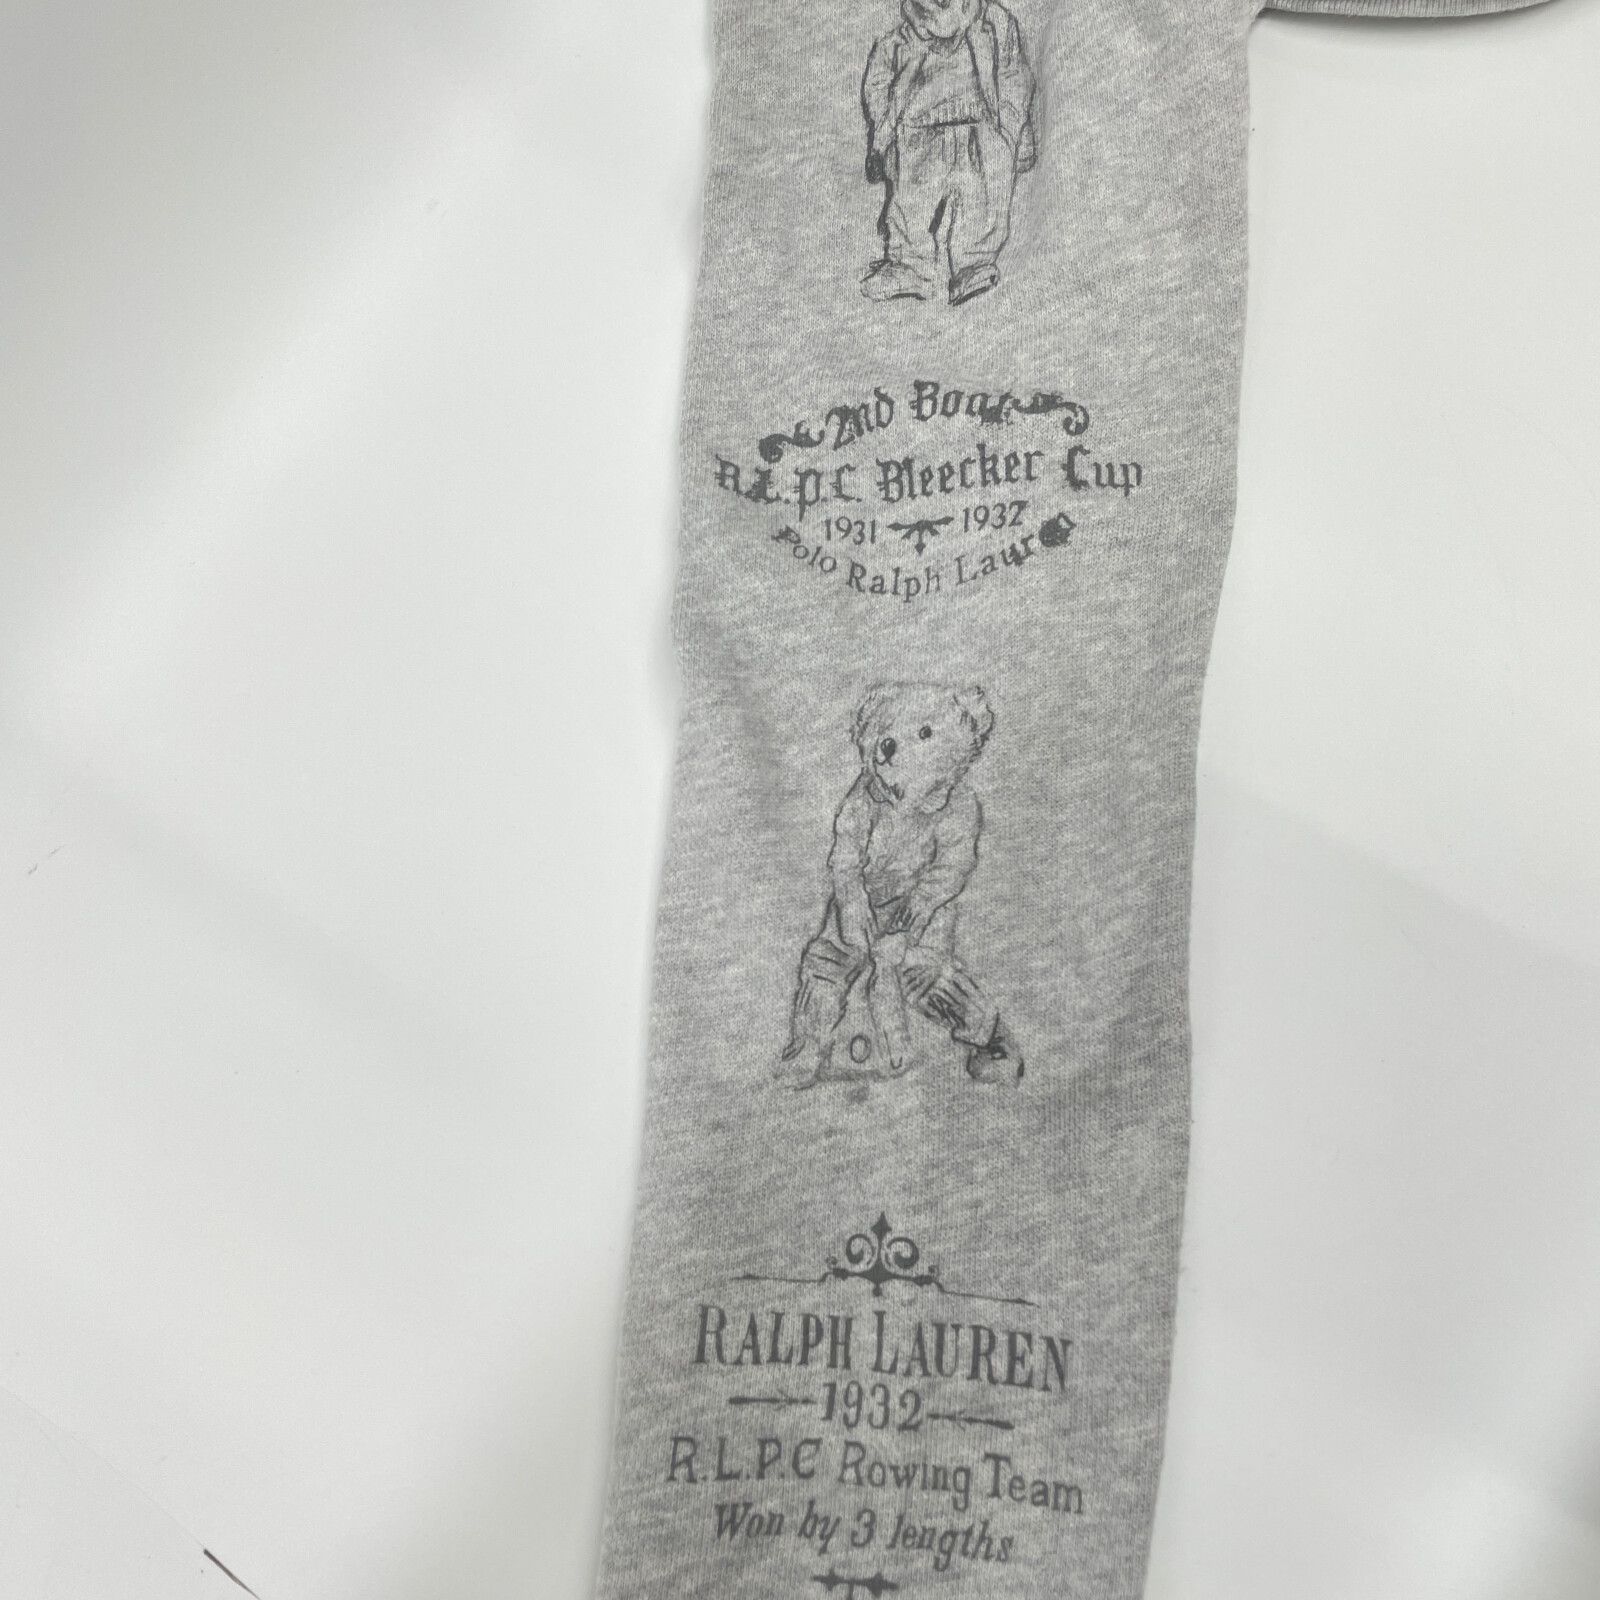 2nd Boat
R.L.P.C. Bleecker Cup
1931 1932
Polo Ralph Lauren
RALPH LAUREN
1932
R.L.P.C Rowing Team
Won by 3 lengths